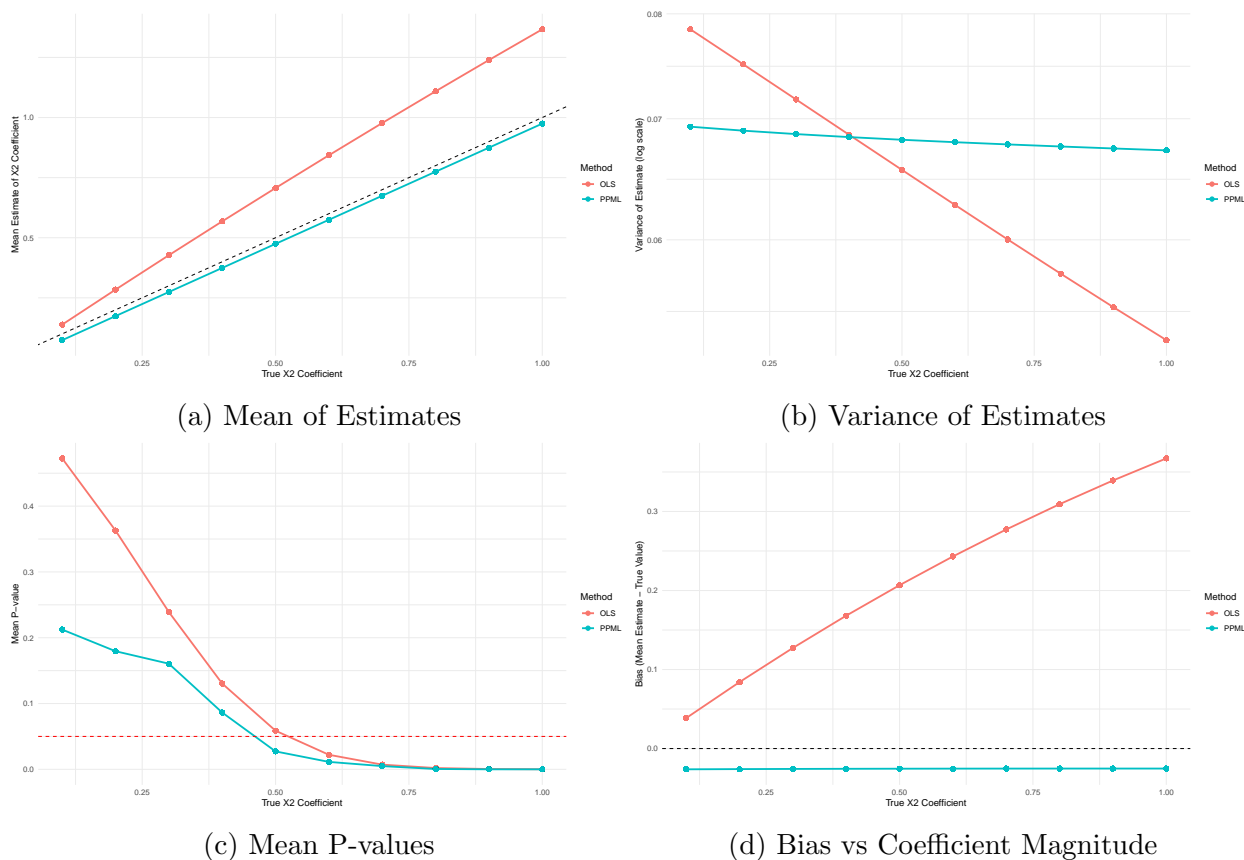 Mean Estimate of X2 Coefficient
1.0
0.5
0.25
0.50
0.75
1.00
True X2 Coefficient
Method
OLS
PPML
(a) Mean of Estimates
Variance of Estimate (log scale)
0.08
0.07
0.06
0.25
0.50
0.75
1.00
True X2 Coefficient
Method
OLS
PPML
(b) Variance of Estimates
Mean P−value
0.4
0.3
0.2
0.1
0.0
0.25
0.50
0.75
1.00
True X2 Coefficient
Method
OLS
PPML
(c) Mean P-values
Bias (Mean Estimate − True Value)
0.3
0.2
0.1
0.0
0.25
0.50
0.75
1.00
True X2 Coefficient
Method
OLS
PPML
(d) Bias vs Coefficient Magnitude